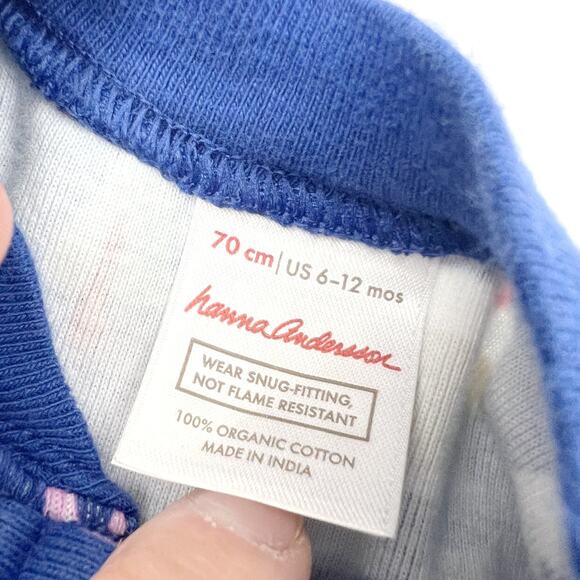 70 cm | US 6–12 mos
hanna andersson
WEAR SNUG-FITTING,
NOT FLAME RESISTANT
100% ORGANIC COTTON
MADE IN INDIA